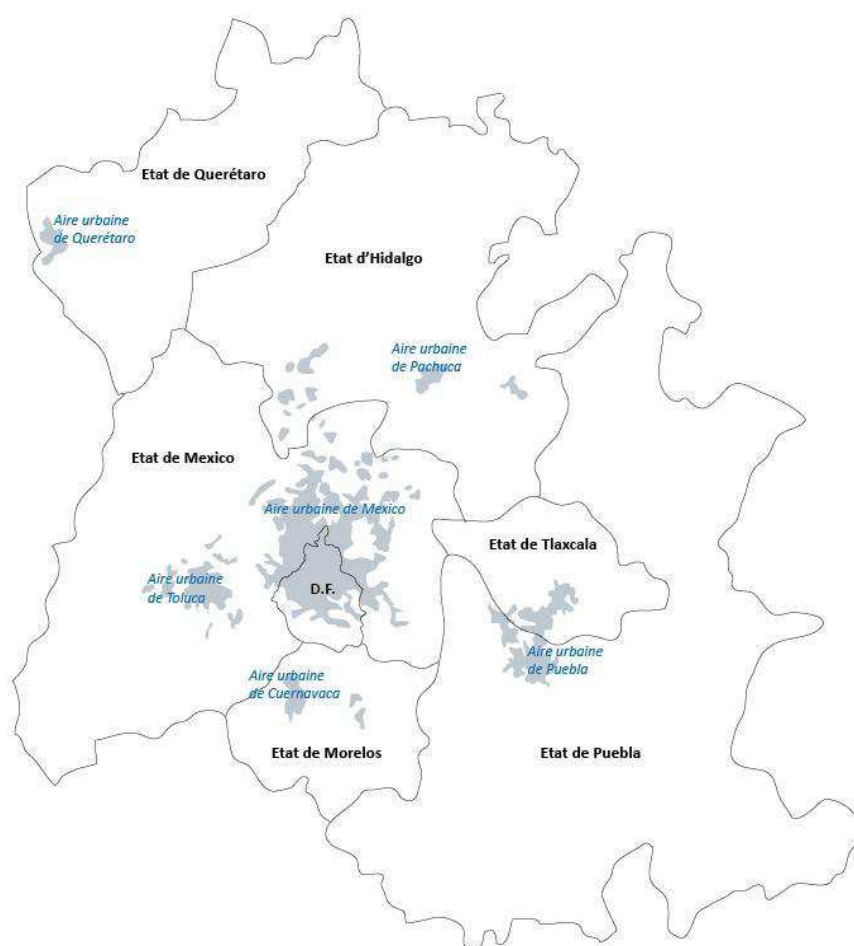 Etat de Querétaro
Aire urbaine
de Querétaro
Etat d'Hidalgo
Aire urbaine
de Pachuca
Etat de Mexico
Aire urbaine de Mexico
Etat de Tlaxcala
Aire urbaine
de Toluca
D.F.
Aire urbaine
de Puebla
Aire urbaine
de Cuernavaca
Etat de Morelos
Etat de Puebla